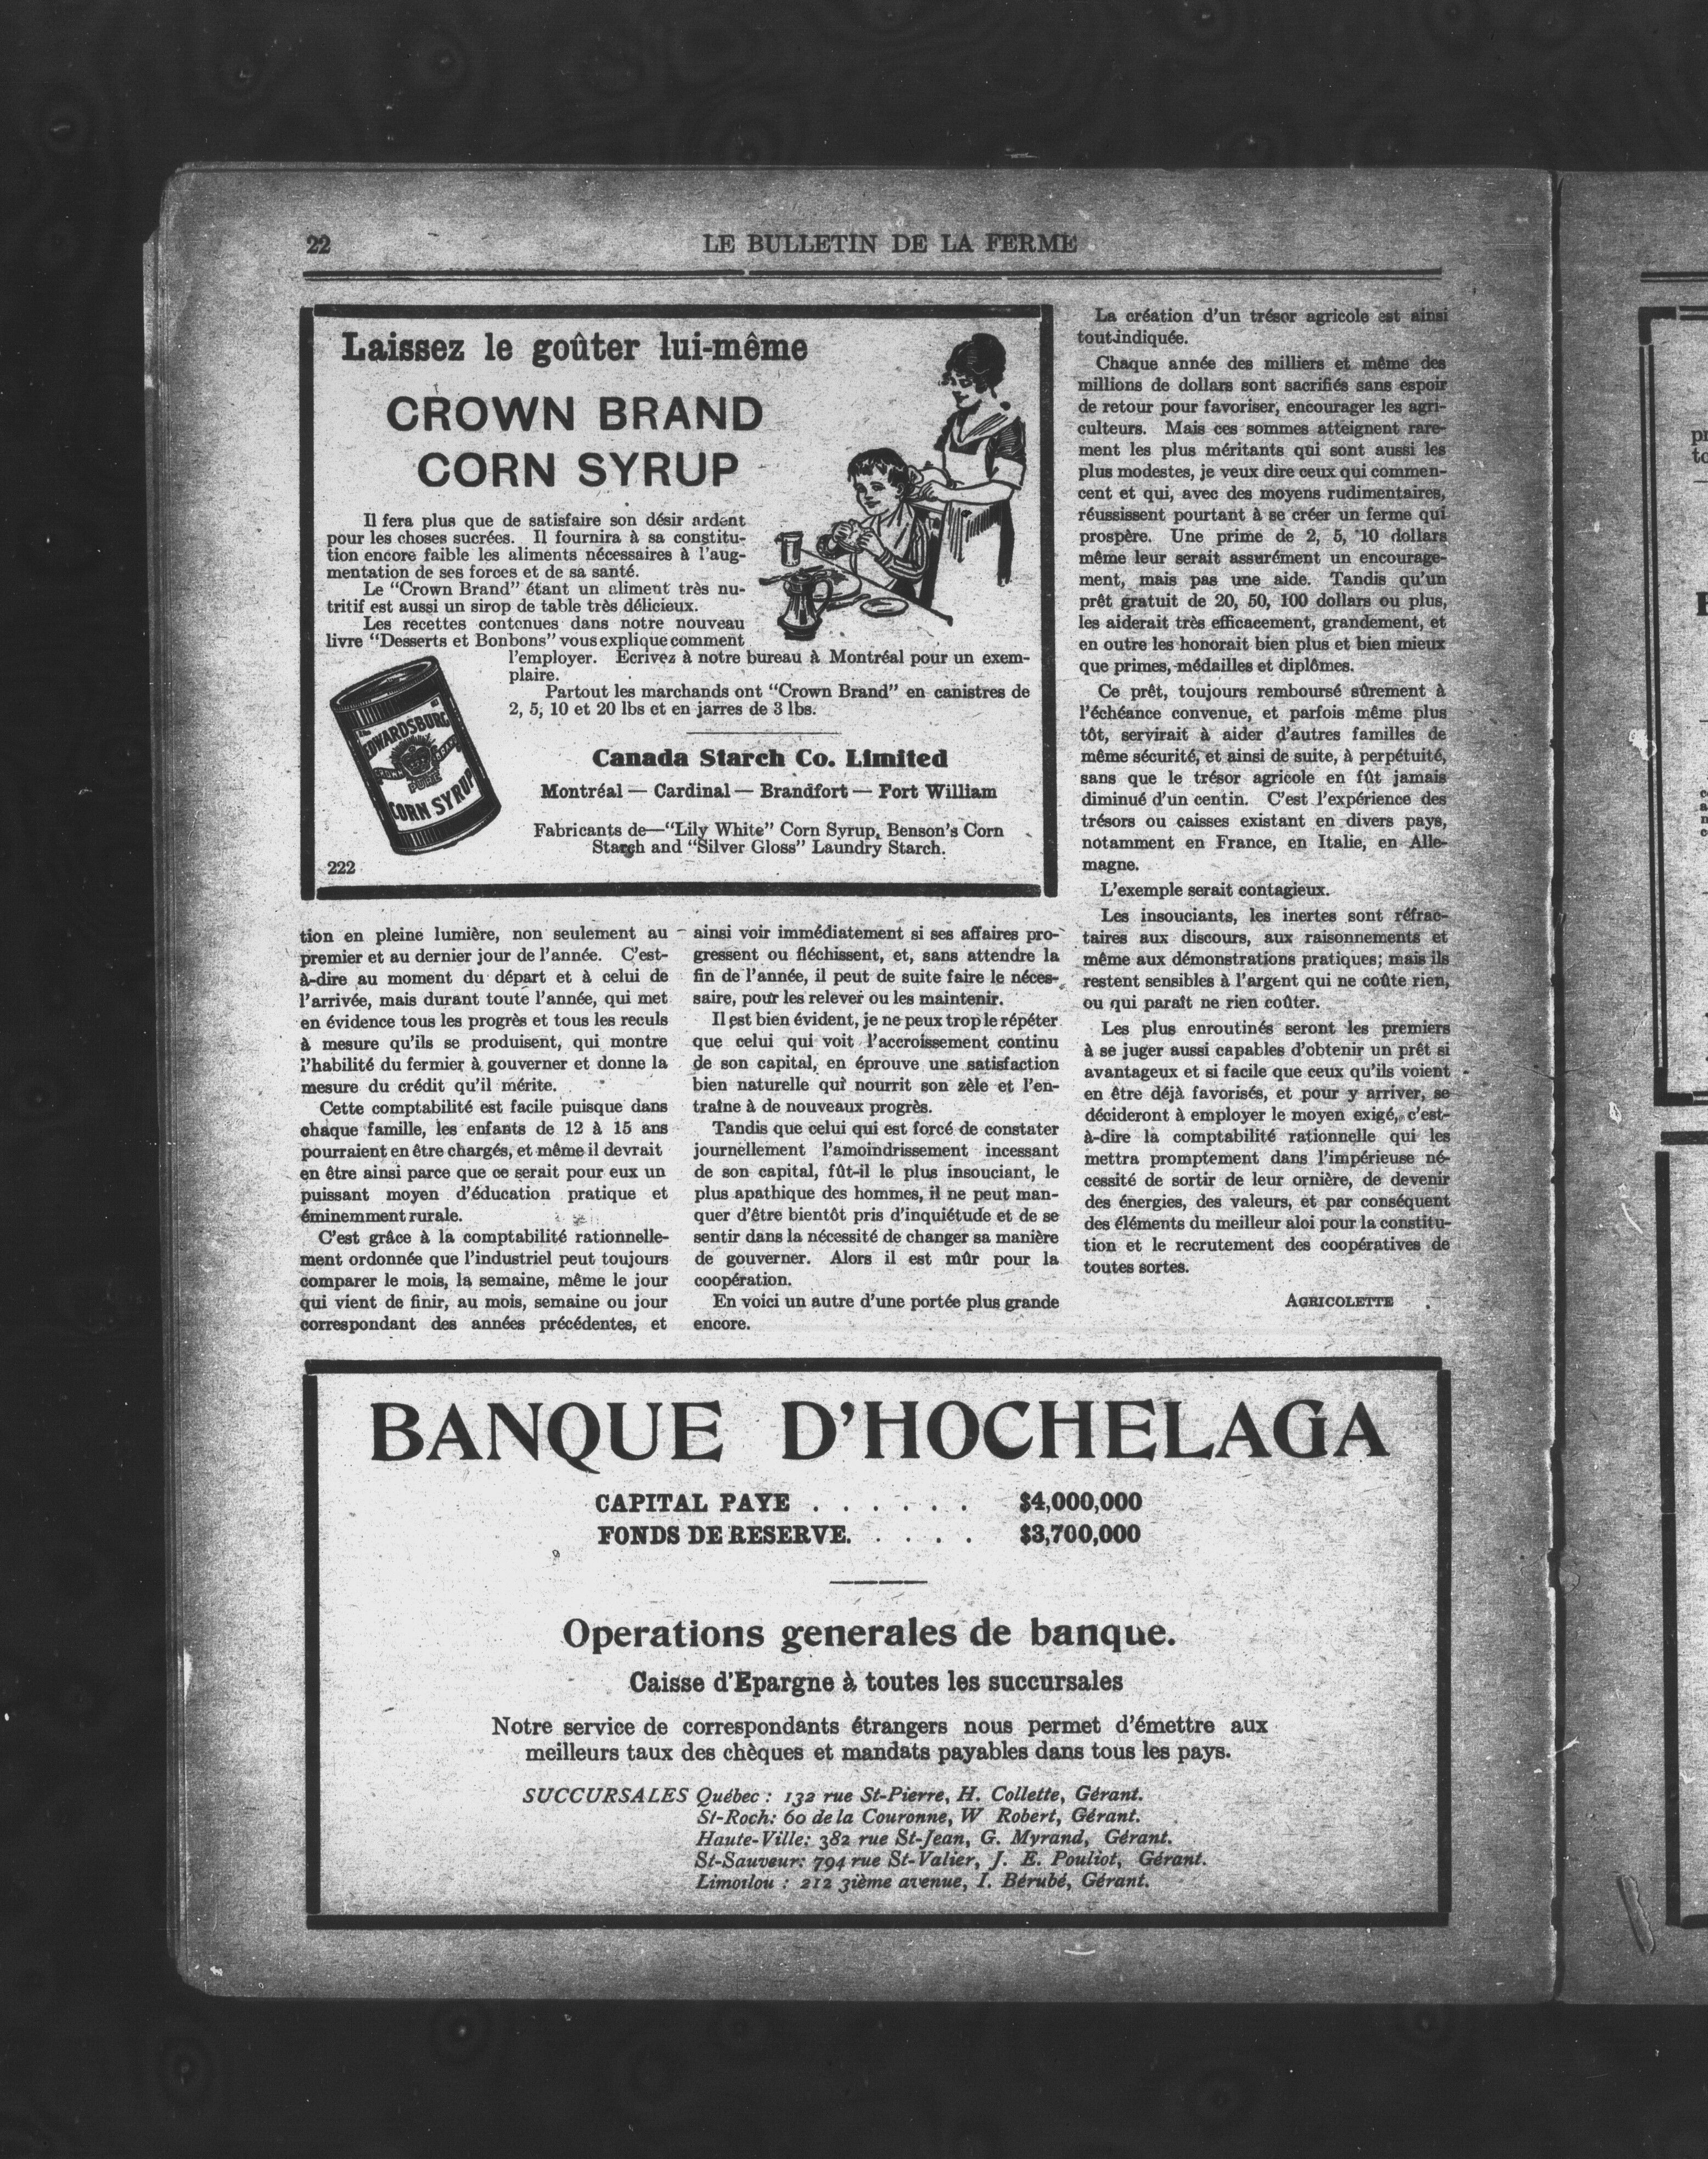 22
LE BULLETIN DE LA FERME
Laissez le goûter lui-même
CROWN BRAND
CORN SYRUP
Il fera plus que de satisfaire son désir ardent
pour les choses sucrées. Il fournira à sa constitu-
tion encore faible les aliments nécessaires à l'aug-
mentation de ses forces et de sa santé.
Le "Crown Brand" étant un aliment très nu-
tritif est aussi un sirop de table très délicieux.
Les recettes contenues dans notre nouveau
livre "Desserts et Bonbons" vous explique comment
l'employer. Ecrivez à notre bureau à Montréal pour un exem-
plaire.
Partout les marchands ont "Crown Brand" en canistres de
2, 5, 10 et 20 lbs et en jarres de 3 lbs.
EDWARDSBURG
CROWN BRAND
CORN SYRUP
Canada Starch Co. Limited
Montréal — Cardinal — Brandfort — Fort William
Fabricants de—"Lily White" Corn Syrup, Benson's Corn
Starch and "Silver Gloss" Laundry Starch.
222
tion en pleine lumière, non seulement au
premier et au dernier jour de l'année. C'est-
à-dire au moment du départ et à celui de
l'arrivée, mais durant toute l'année, qui met
en évidence tous les progrès et tous les reculs
à mesure qu'ils se produisent, qui montre
l'habilité du fermier à gouverner et donne la
mesure du crédit qu'il mérite.
Cette comptabilité est facile puisque dans
chaque famille, les enfants de 12 à 15 ans
pourraient en être chargés, et même il devrait
en être ainsi parce que ce serait pour eux un
puissant moyen d'éducation pratique et
éminemment rurale.
C'est grâce à la comptabilité rationnelle-
ment ordonnée que l'industriel peut toujours
comparer le mois, la semaine, même le jour
qui vient de finir, au mois, semaine ou jour
correspondant des années précédentes, et
ainsi voir immédiatement si ses affaires pro-
gressent ou fléchissent, et, sans attendre la
fin de l'année, il peut de suite faire le néces-
saire, pour les relever ou les maintenir.
Il est bien évident, je ne peux trop le répéter
que celui qui voit l'accroissement continu
de son capital, en éprouve une satisfaction
bien naturelle qui nourrit son zèle et l'en-
traîne à de nouveaux progrès.
Tandis que celui qui est forcé de constater
journellement l'amoindrissement incessant
de son capital, fût-il le plus insouciant, le
plus apathique des hommes, il ne peut man-
quer d'être bientôt pris d'inquiétude et de se
sentir dans la nécessité de changer sa manière
de gouverner. Alors il est mûr pour la
coopération.
En voici un autre d'une portée plus grande
encore.
La création d'un trésor agricole est ainsi
tout indiquée.
Chaque année des milliers et même des
millions de dollars sont sacrifiés sans espoir
de retour pour favoriser, encourager les agri-
culteurs. Mais ces sommes atteignent rare-
ment les plus méritants qui sont aussi les
plus modestes, je veux dire ceux qui commen-
cent et qui, avec des moyens rudimentaires,
réussissent pourtant à se créer un ferme qui
prospère. Une prime de 2, 5, 10 dollars
même leur serait assurément un encourage-
ment, mais pas une aide. Tandis qu'un
prêt gratuit de 20, 50, 100 dollars ou plus,
les aiderait très efficacement, grandement, et
en outre les honorait bien plus et bien mieux
que primes, médailles et diplômes.
Ce prêt, toujours remboursé sûrement à
l'échéance convenue, et parfois même plus
tôt, servirait à aider d'autres familles de
même sécurité, et ainsi de suite, à perpétuité,
sans que le trésor agricole en fût jamais
diminué d'un centin. C'est l'expérience des
trésors ou caisses existant en divers pays,
notamment en France, en Italie, en Alle-
magne.
L'exemple serait contagieux.
Les insouciants, les inertes sont réfrac-
taires aux discours, aux raisonnements et
même aux démonstrations pratiques; mais ils
restent sensibles à l'argent qui ne coûte rien,
ou qui paraît ne rien coûter.
Les plus enroutinés seront les premiers
à se juger aussi capables d'obtenir un prêt si
avantageux et si facile que ceux qu'ils voient
en être déjà favorisés, et pour y arriver, se
décideront à employer le moyen exigé, c'est-
à-dire la comptabilité rationnelle qui les
mettra promptement dans l'impérieuse né-
cessité de sortir de leur ornière, de devenir
des énergies, des valeurs, et par conséquent
des éléments du meilleur aloi pour la constitu-
tion et le recrutement des coopératives de
toutes sortes.
AGRICOLETTE
BANQUE D'HOCHELAGA
CAPITAL PAYE . . . . . . $4,000,000
FONDS DE RESERVE. . . . . $3,700,000
Operations generales de banque.
Caisse d'Epargne à toutes les succursales
Notre service de correspondants étrangers nous permet d'émettre aux
meilleurs taux des chèques et mandats payables dans tous les pays.
SUCCURSALES Québec : 132 rue St-Pierre, H. Collette, Gérant.
St-Roch: 60 de la Couronne, W Robert, Gérant.
Haute-Ville: 382 rue St-Jean, G. Myrand, Gérant.
St-Sauveur: 794 rue St-Valier, J. E. Pouliot, Gérant.
Limoilou : 212 3ième avenue, I. Bérubé, Gérant.